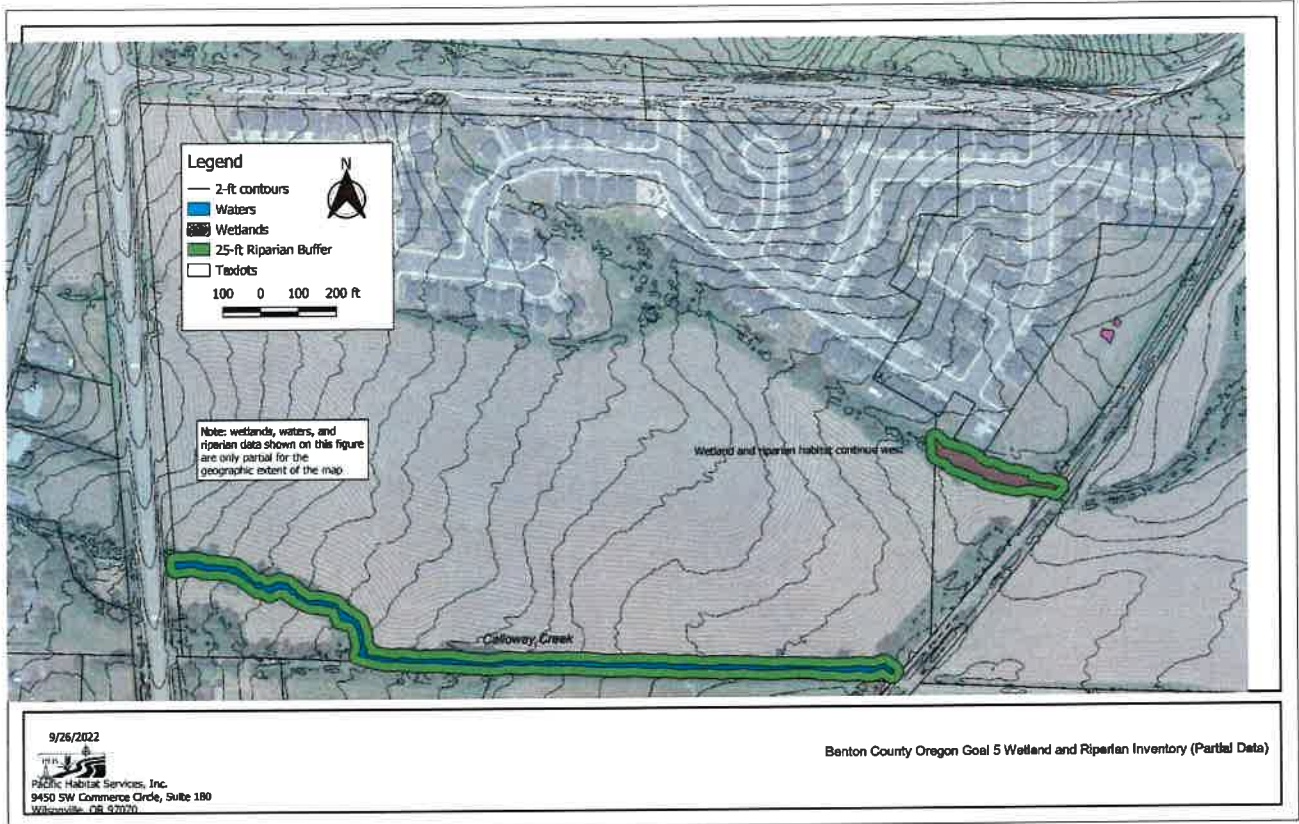 Legend
N
2-ft contours
Waters
Wetlands
25-ft Riparian Buffer
Taxlots
100 0 100 200 ft
Note: wetlands, waters, and
riparian data shown on this figure
are only partial for the
geographic extent of the map
Wetland and riparian habitat continue west
Calloway Creek
9/26/2022
Pacific Habitat Services, Inc.
9450 SW Commerce Circle, Suite 180
Wilsonville, OR 97070
Benton County Oregon Goal 5 Wetland and Riparian Inventory (Partial Data)